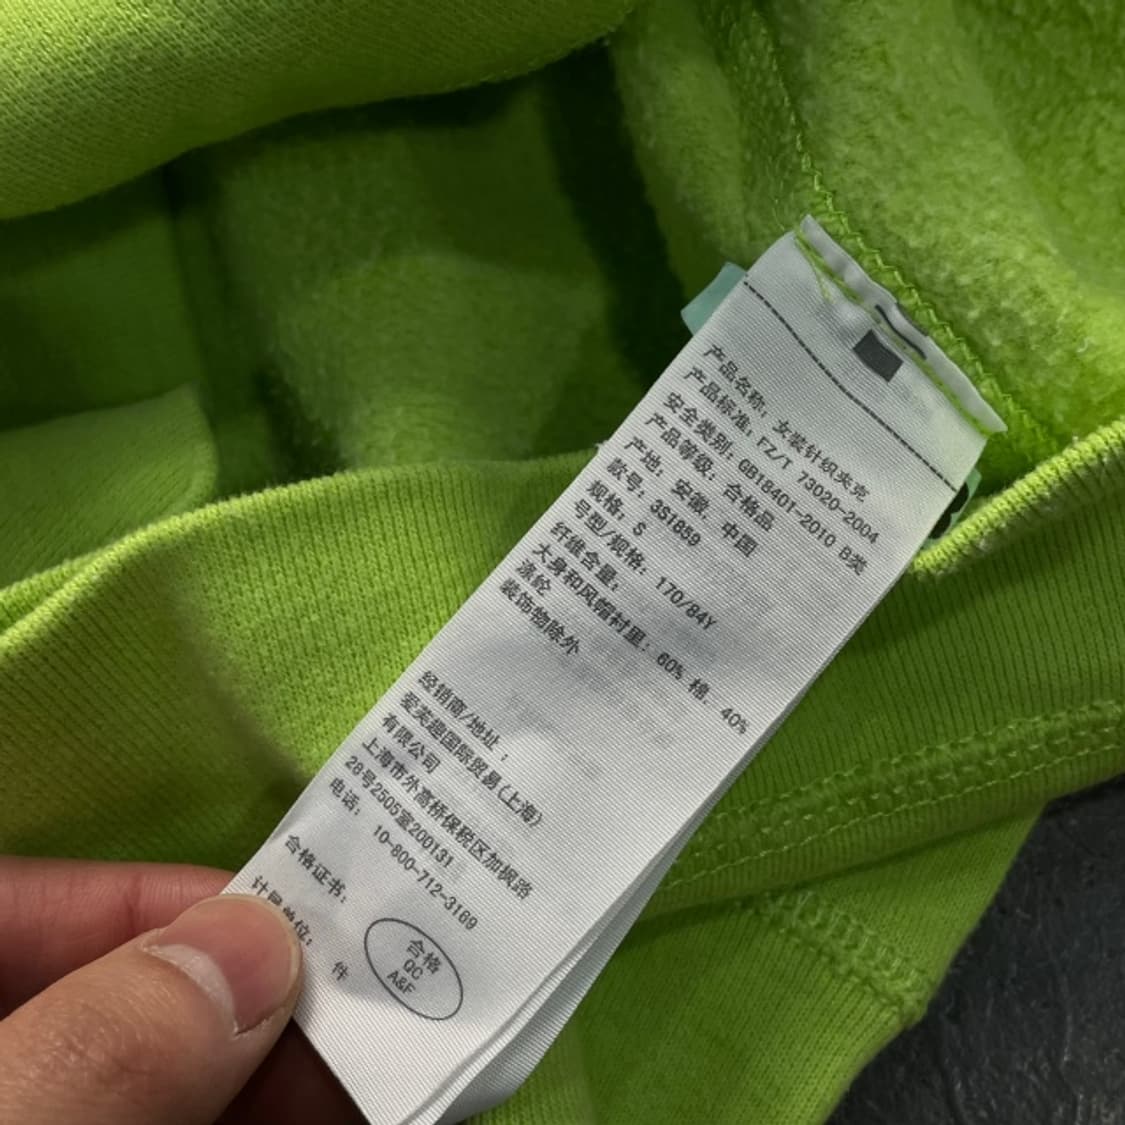 产品名称: 女装针织夹克
产品标准: FZ/T 73020-2004
安全类别: GB18401-2010 B类
产品等级: 合格品
产地: 安徽, 中国
款号: 3S1859
规格: S
号型/规格: 170/84Y
纤维含量:
大身和风帽衬里: 60% 棉, 40%
涤纶
装饰物除外
经销商/地址:
爱芙趣国际贸易(上海)
有限公司
上海市外高桥保税区加枫路
28号2505室200131
电话: 10-800-712-3169
合格证书:
计量单位: 件
合格
QC
A&F